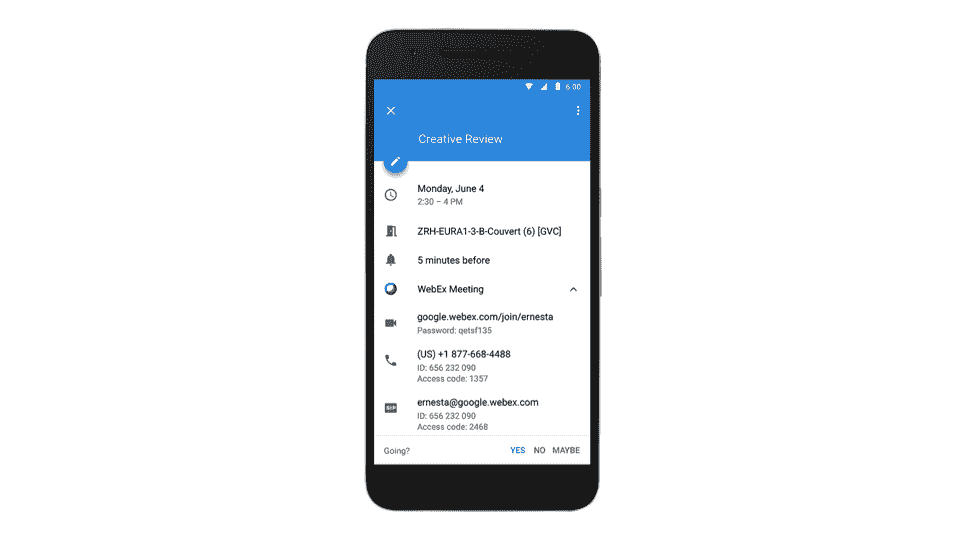 6:00
Creative Review
Monday, June 4
2:30 – 4 PM
ZRH-EURA1-3-B-Couvert (6) [GVC]
5 minutes before
WebEx Meeting
google.webex.com/join/ernesta
Password: qetsf135
(US) +1 877-668-4488
ID: 656 232 090
Access code: 1357
SIP
ernesta@google.webex.com
ID: 656 232 090
Access code: 2468
Going? YES NO MAYBE